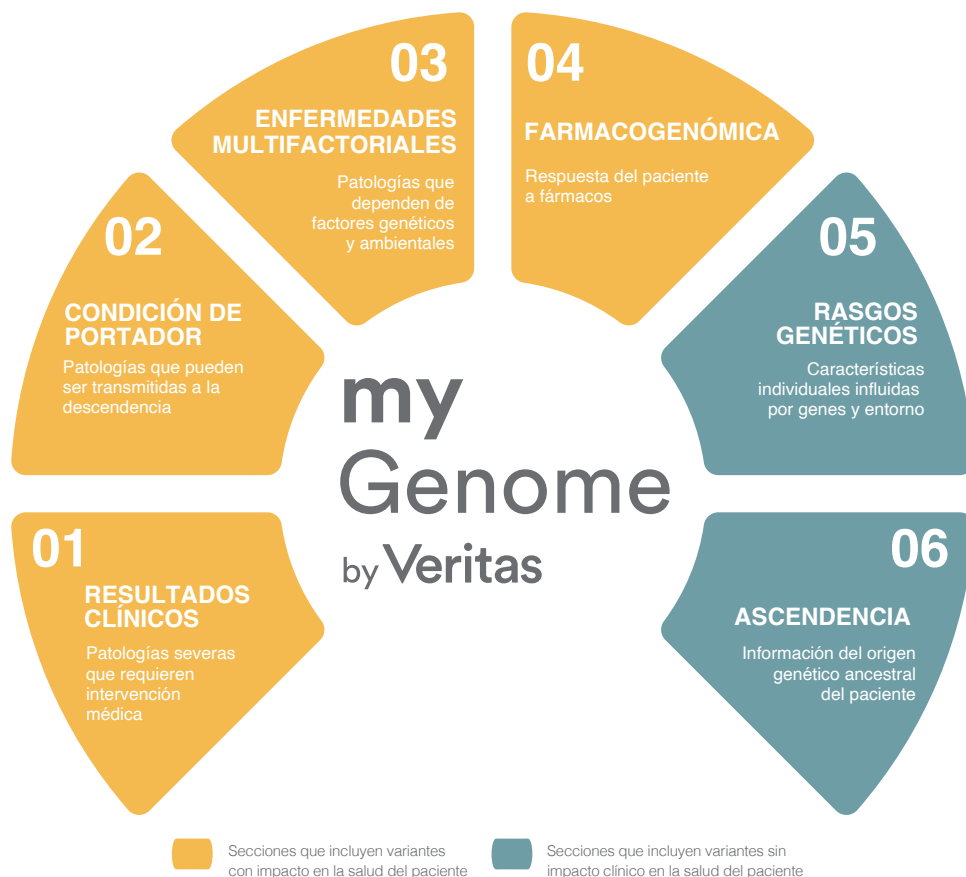 01
RESULTADOS
CLÍNICOS
Patologías severas
que requieren
intervención
médica
02
CONDICIÓN DE
PORTADOR
Patologías que pueden
ser transmitidas a la
descendencia
03
ENFERMEDADES
MULTIFACTORIALES
Patologías que
dependen de
factores genéticos
y ambientales
04
FARMACOGENÓMICA
Respuesta del paciente
a fármacos
05
RASGOS
GENÉTICOS
Características
individuales influidas
por genes y entorno
06
ASCENDENCIA
Información del origen
genético ancestral
del paciente
my
Genome
by Veritas
Secciones que incluyen variantes
con impacto en la salud del paciente
Secciones que incluyen variantes sin
impacto clínico en la salud del paciente